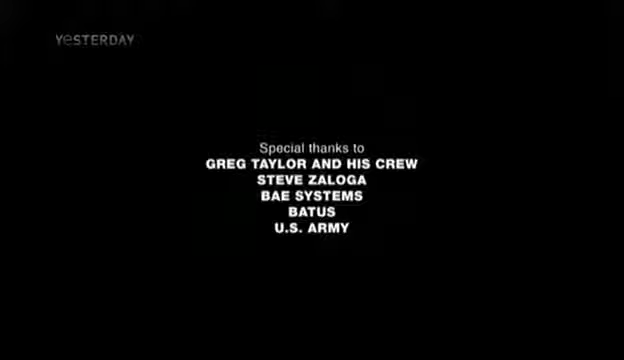 YeSTERDAY
Special thanks to
GREG TAYLOR AND HIS CREW
STEVE ZALOGA
BAE SYSTEMS
BATUS
U.S. ARMY